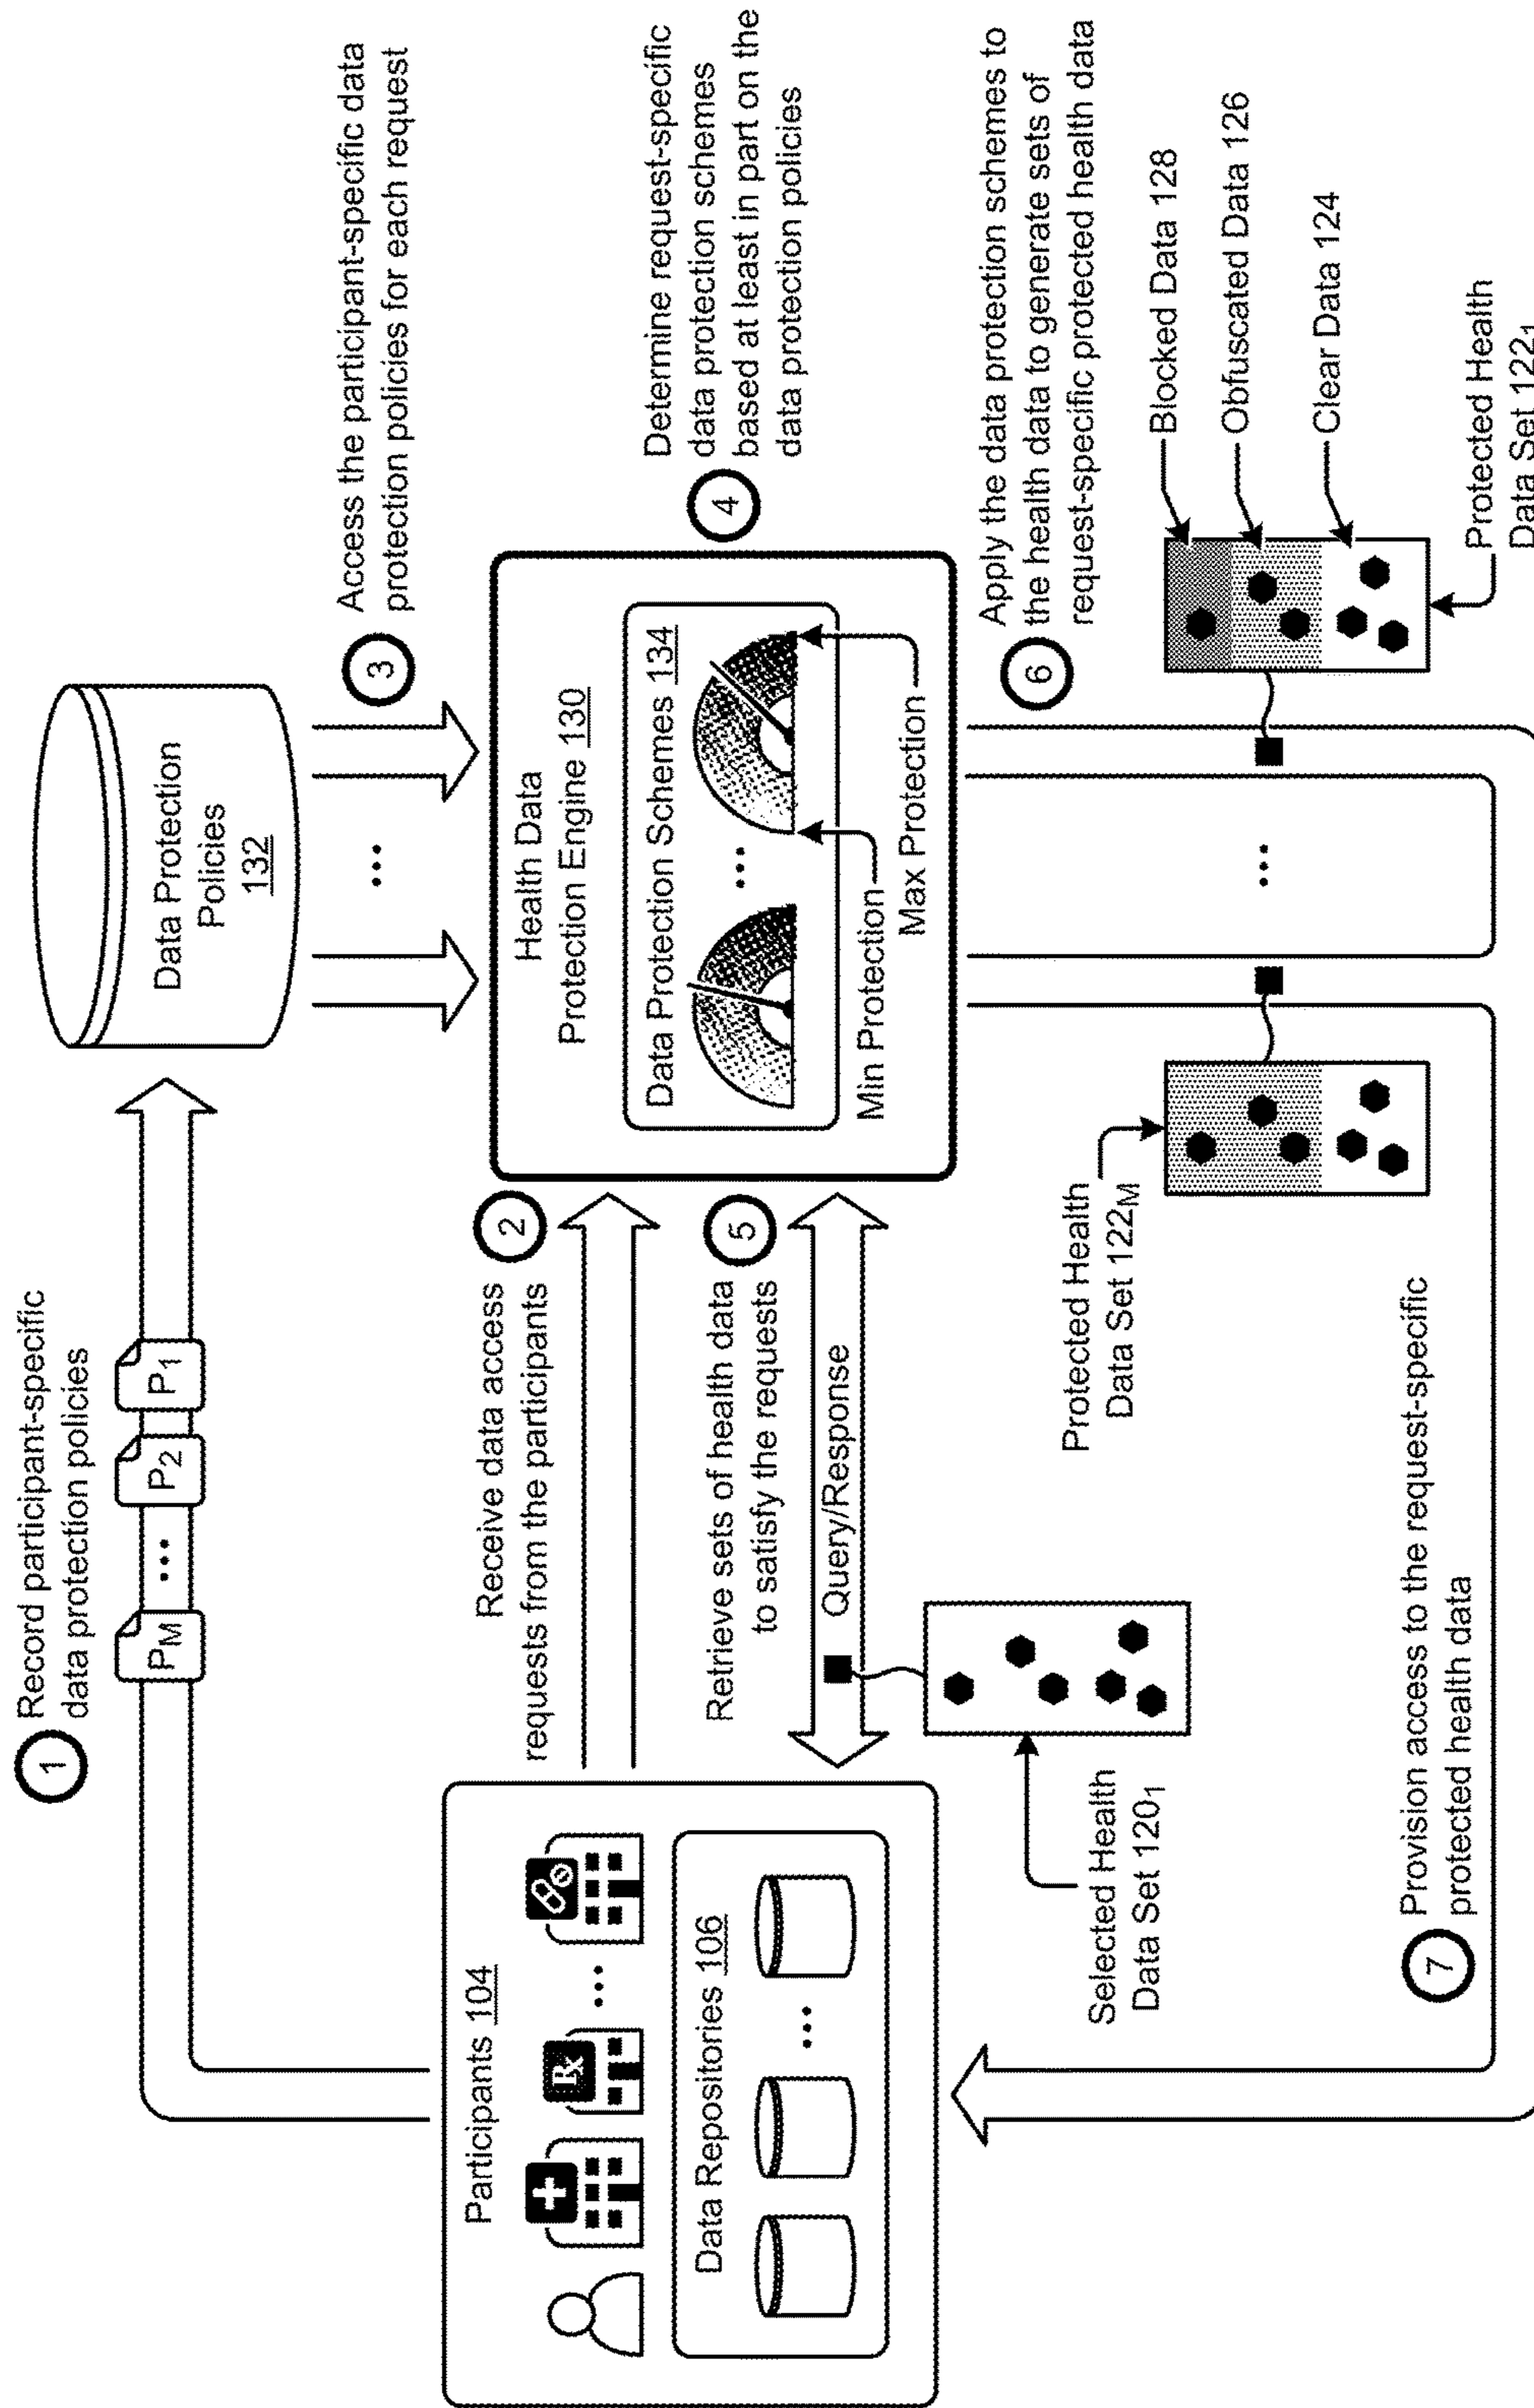 1
Record participant-specific
data protection policies
PM
...
P2
P1
Data Protection
Policies
132
3
Access the participant-specific data
protection policies for each request
...
Participants 104
Rx
...
Data Repositories 106
...
2
Receive data access
requests from the participants
Health Data
Protection Engine 130
Data Protection Schemes 134
...
Min Protection
Max Protection
4
Determine request-specific
data protection schemes
based at least in part on the
data protection policies
5
Retrieve sets of health data
to satisfy the requests
Query/Response
Selected Health
Data Set 1201
6
Apply the data protection schemes to
the health data to generate sets of
request-specific protected health data
Protected Health
Data Set 122M
...
Blocked Data 128
Obfuscated Data 126
Clear Data 124
Protected Health
Data Set 1221
7
Provision access to the request-specific
protected health data